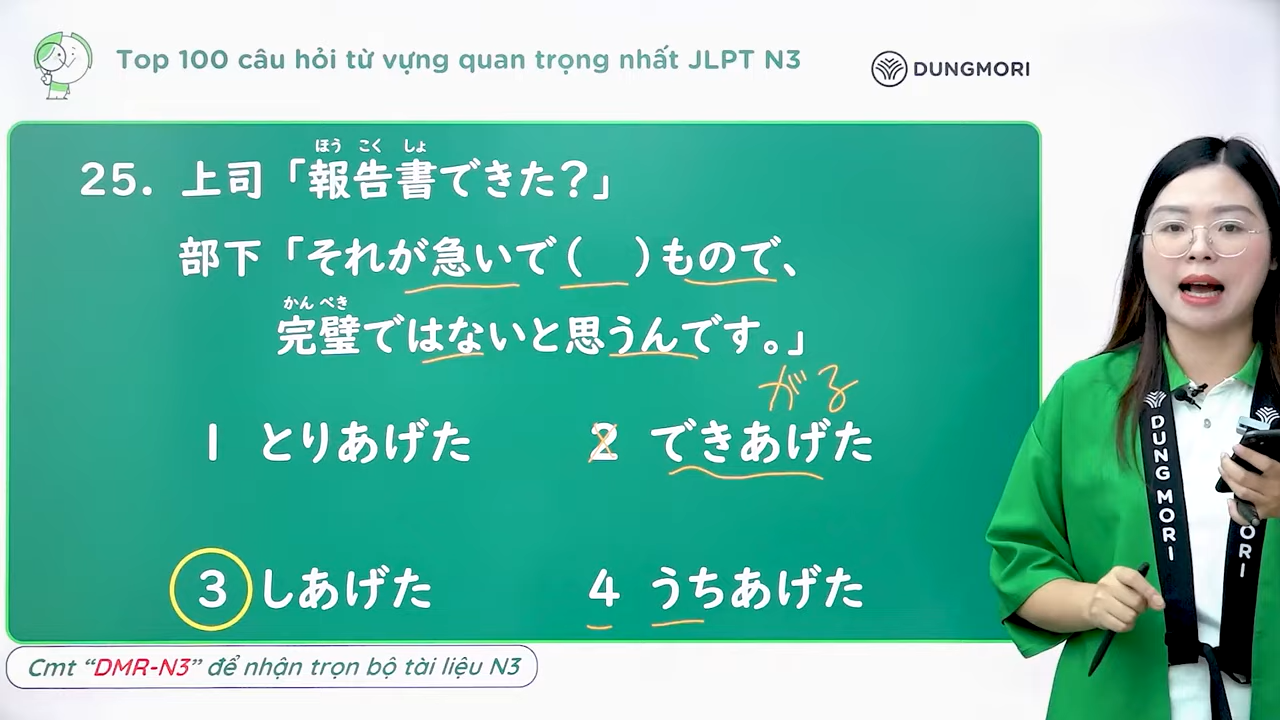 Top 100 câu hỏi từ vựng quan trọng nhất JLPT N3
DUNGMORI
ほう こく しょ
25. 上司「報告書できた？」
部下「それが急いで( )もので、
かん ぺき
完璧ではないと思うんです。」
がる
1 とりあげた
2 できあげた
3 しあげた
4 うちあげた
Cmt “DMR-N3” để nhận trọn bộ tài liệu N3
DUNG MORI
ORI